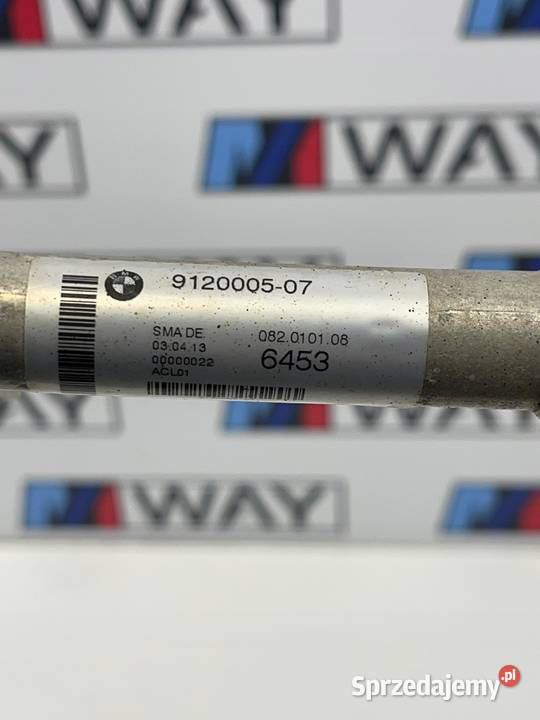 WAY
WAY
WAY
WAY
BMW
9120005-07
SMA DE
03.04.13
00000022
ACL01
082.0101.08
6453
WAY
WAY
Sprzedajemy.pl